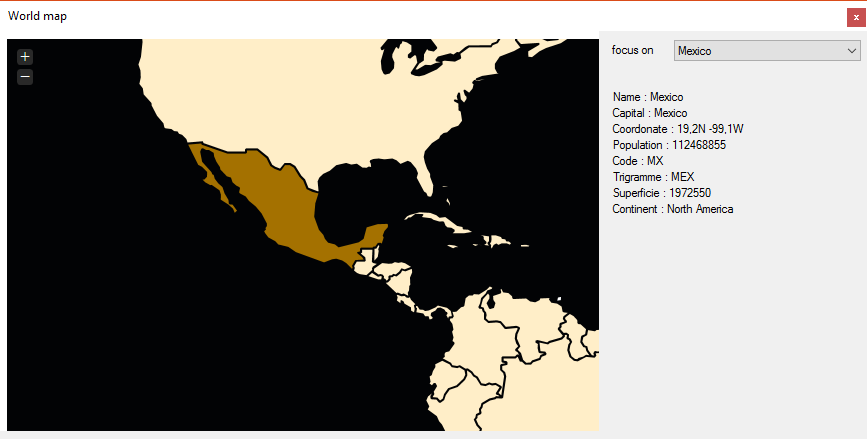 World map
x
+
−
focus on
Mexico
Name : Mexico
Capital : Mexico
Coordonate : 19,2N -99,1W
Population : 112468855
Code : MX
Trigramme : MEX
Superficie : 1972550
Continent : North America